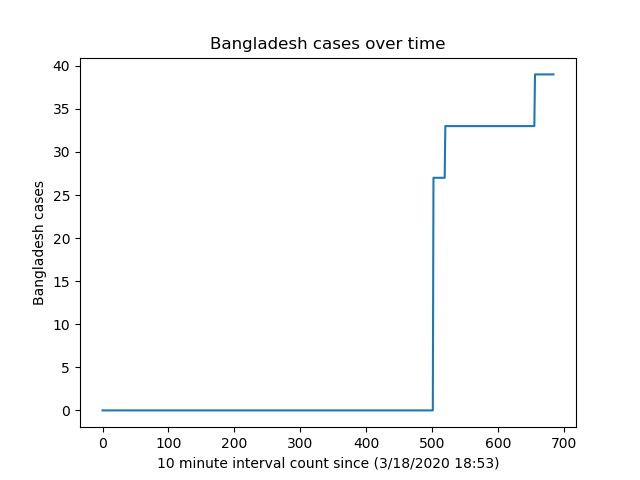 Bangladesh cases over time
40
35
30
25
20
15
10
5
0
Bangladesh cases
0 100 200 300 400 500 600 700
10 minute interval count since (3/18/2020 18:53)